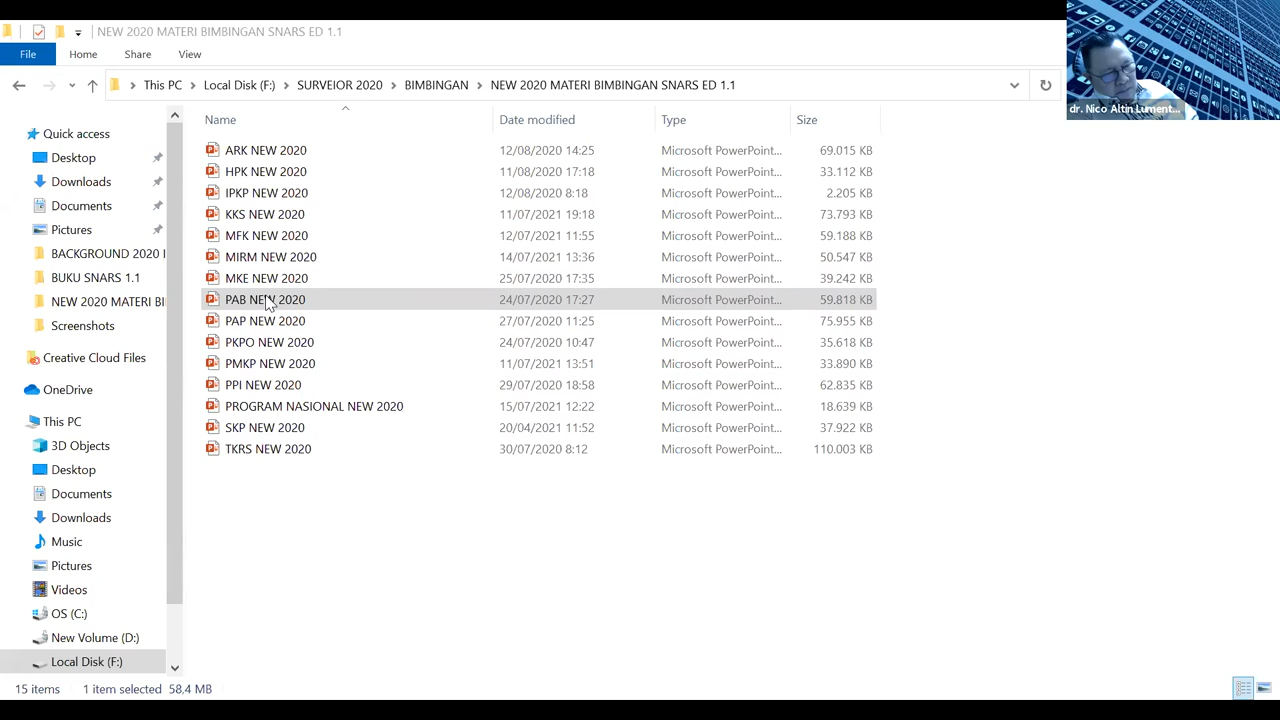 NEW 2020 MATERI BIMBINGAN SNARS ED 1.1
File Home Share View
This PC Local Disk (F:) SURVEIOR 2020 BIMBINGAN NEW 2020 MATERI BIMBINGAN SNARS ED 1.1
dr. Nico Altin Lument...
Name Date modified Type Size
Quick access
Desktop
Downloads
Documents
Pictures
BACKGROUND 2020 I
BUKU SNARS 1.1
NEW 2020 MATERI BI
Screenshots
Creative Cloud Files
OneDrive
This PC
3D Objects
Desktop
Documents
Downloads
Music
Pictures
Videos
OS (C:)
New Volume (D:)
Local Disk (F:)
ARK NEW 2020 12/08/2020 14:25 Microsoft PowerPoint... 69.015 KB
HPK NEW 2020 11/08/2020 17:18 Microsoft PowerPoint... 33.112 KB
IPKP NEW 2020 12/08/2020 8:18 Microsoft PowerPoint... 2.205 KB
KKS NEW 2020 11/07/2021 19:18 Microsoft PowerPoint... 73.793 KB
MFK NEW 2020 12/07/2021 11:55 Microsoft PowerPoint... 59.188 KB
MIRM NEW 2020 14/07/2021 13:36 Microsoft PowerPoint... 50.547 KB
MKE NEW 2020 25/07/2020 17:35 Microsoft PowerPoint... 39.242 KB
PAB NEW 2020 24/07/2020 17:27 Microsoft PowerPoint... 59.818 KB
PAP NEW 2020 27/07/2020 11:25 Microsoft PowerPoint... 75.955 KB
PKPO NEW 2020 24/07/2020 10:47 Microsoft PowerPoint... 35.618 KB
PMKP NEW 2020 11/07/2021 13:51 Microsoft PowerPoint... 33.890 KB
PPI NEW 2020 29/07/2020 18:58 Microsoft PowerPoint... 62.835 KB
PROGRAM NASIONAL NEW 2020 15/07/2021 12:22 Microsoft PowerPoint... 18.639 KB
SKP NEW 2020 20/04/2021 11:52 Microsoft PowerPoint... 37.922 KB
TKRS NEW 2020 30/07/2020 8:12 Microsoft PowerPoint... 110.003 KB
15 items 1 item selected 58,4 MB